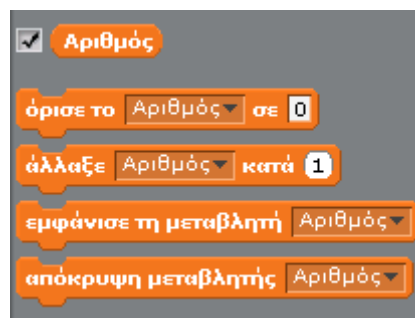 Αριθμός
όρισε το Αριθμός σε 0
άλλαξε Αριθμός κατά 1
εμφάνισε τη μεταβλητή Αριθμός
απόκρυψη μεταβλητής Αριθμός